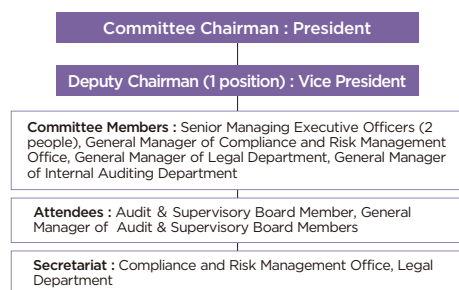 Committee Chairman : President
Deputy Chairman (1 position) : Vice President
Committee Members : Senior Managing Executive Officers (2
people), General Manager of Compliance and Risk Management
Office, General Manager of Legal Department, General Manager
of Internal Auditing Department
Attendees : Audit & Supervisory Board Member, General
Manager of Audit & Supervisory Board Members
Secretariat : Compliance and Risk Management Office, Legal
Department